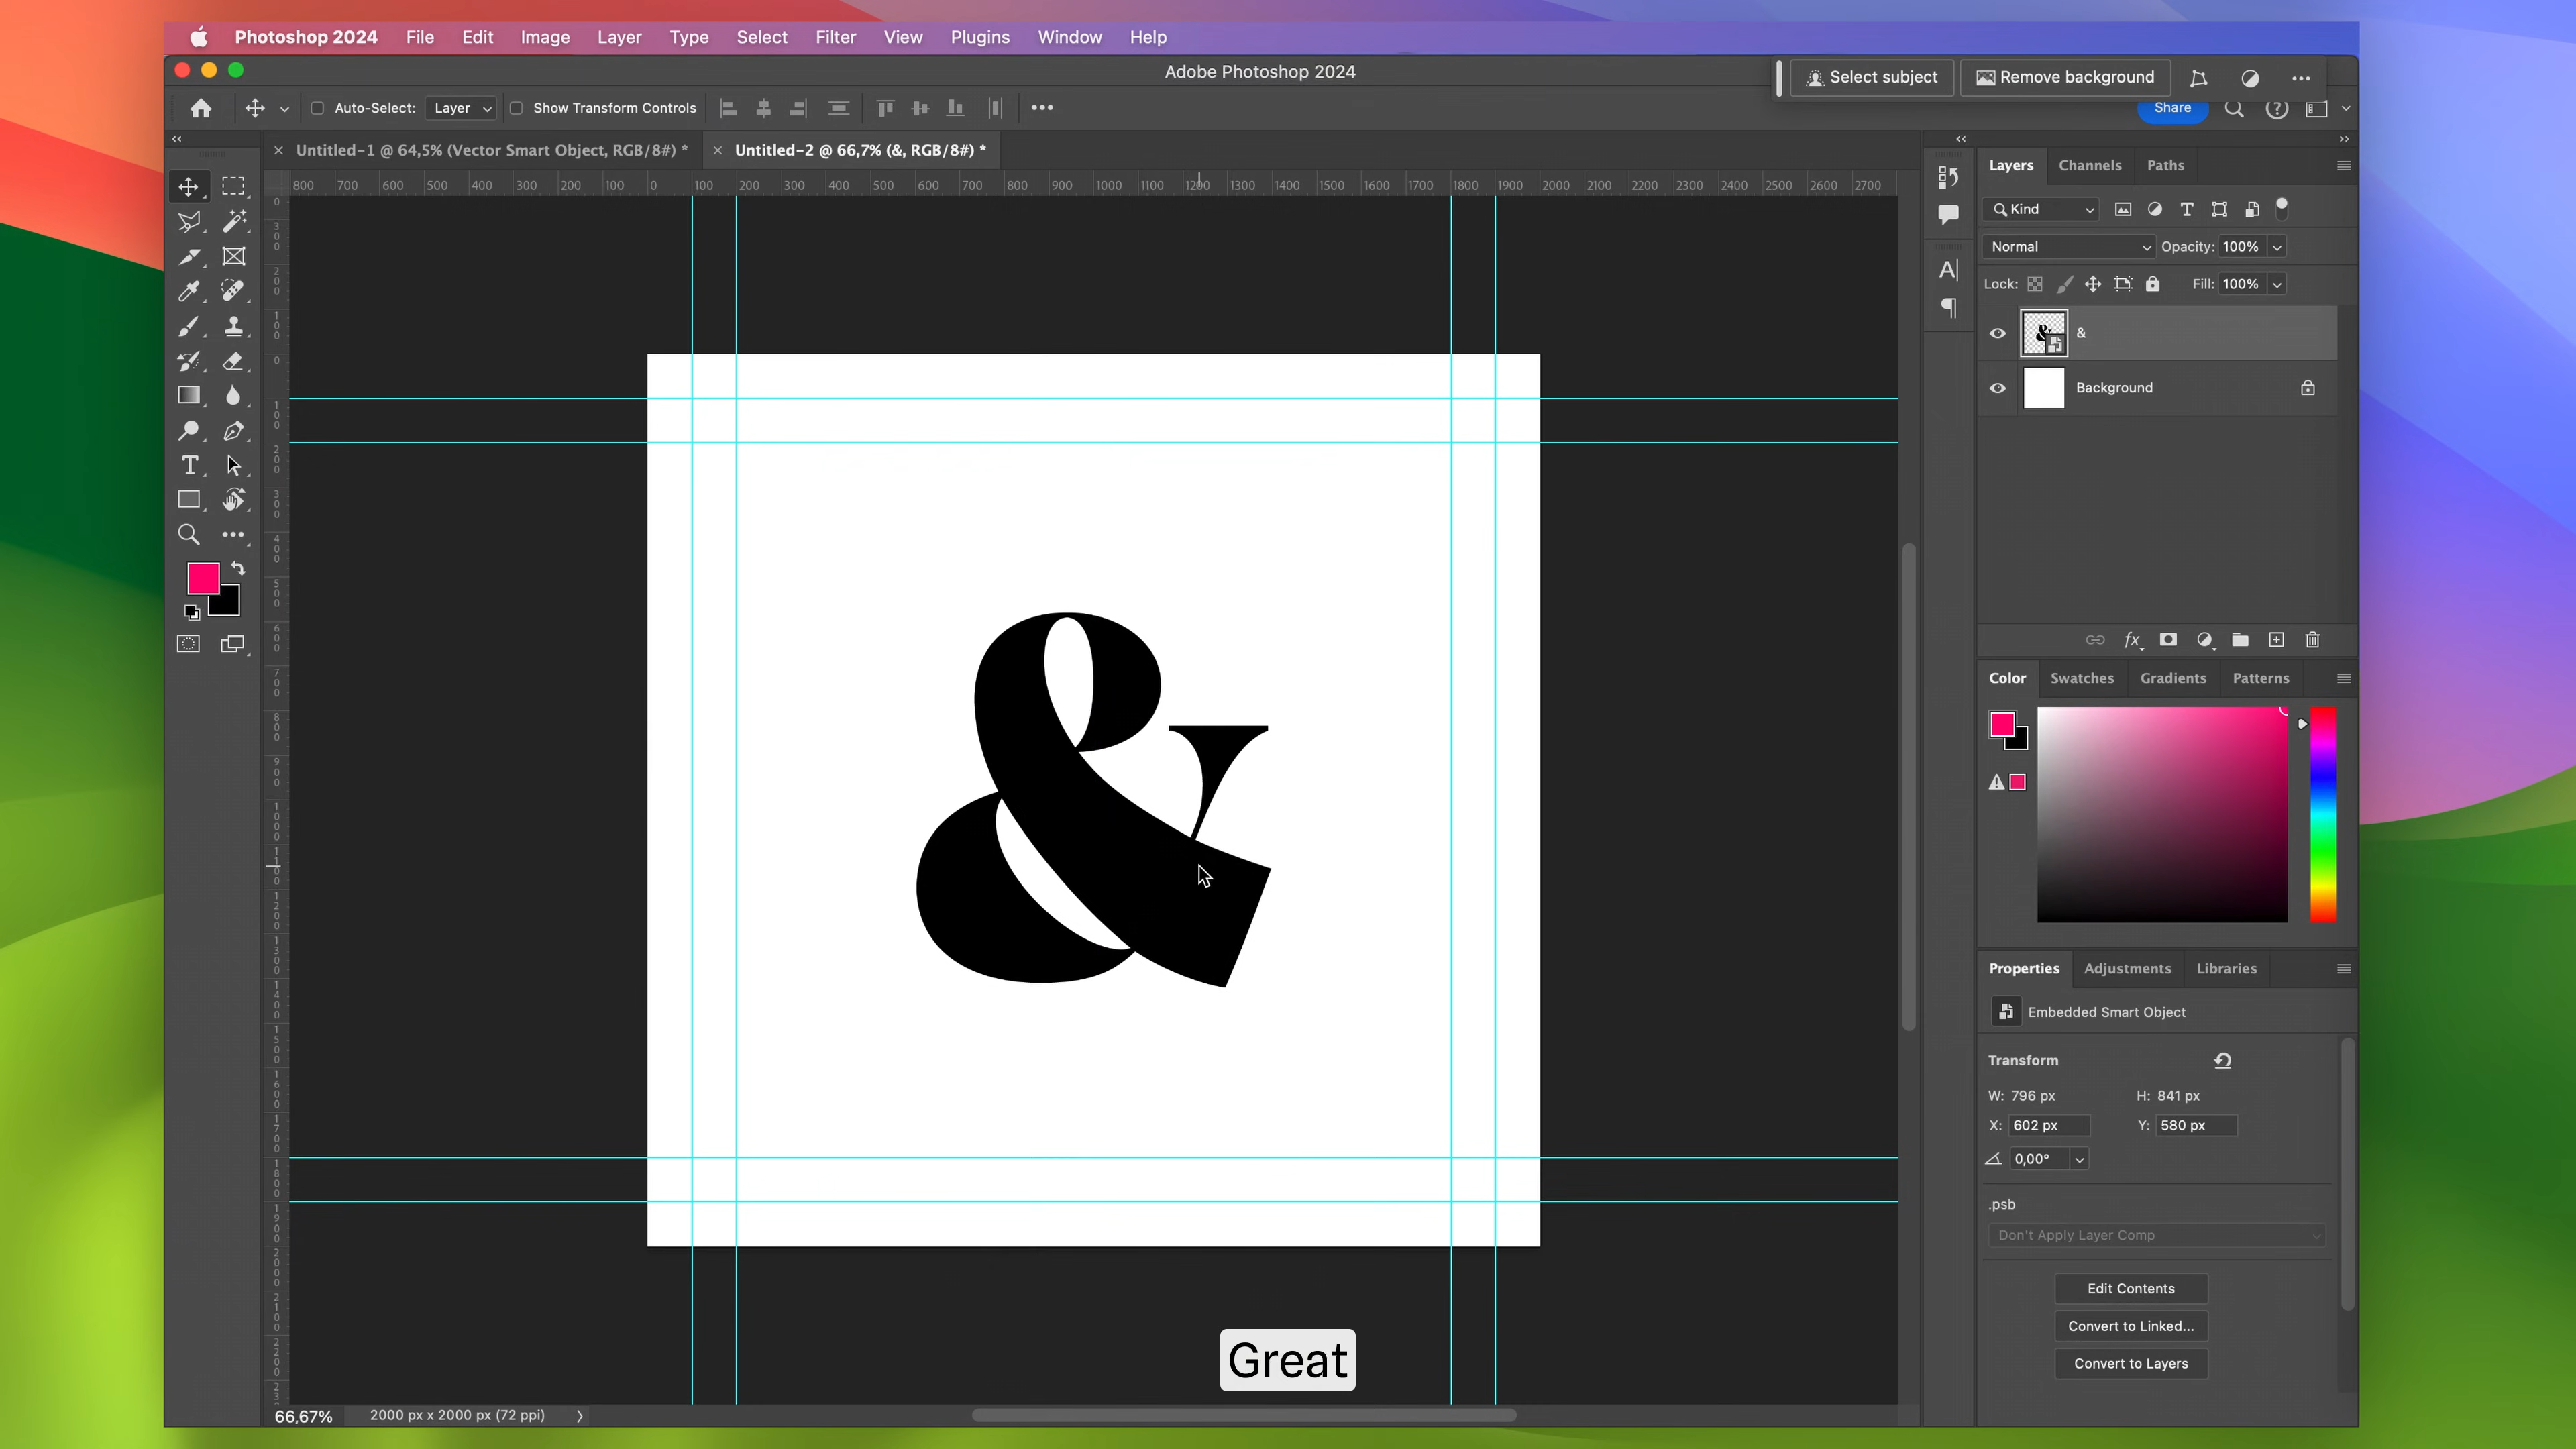 Photoshop 2024 File Edit Image Layer Type Select Filter View Plugins Window Help
Adobe Photoshop 2024
Select subject Remove background
Auto-Select: Layer Show Transform Controls
Share
Untitled-1 @ 64,5% (Vector Smart Object, RGB/8#) *
Untitled-2 @ 66,7% (&, RGB/8#) *
800 700 600 500 400 300 200 100 0 100 200 300 400 500 600 700 800 900 1000 1100 1200 1300 1400 1500 1600 1700 1800 1900 2000 2100 2200 2300 2400 2500 2600 2700
Layers Channels Paths
Kind
Normal Opacity: 100%
Lock: Fill: 100%
&
Background
&
Color Swatches Gradients Patterns
Properties Adjustments Libraries
Embedded Smart Object
Transform
W: 796 px H: 841 px
X: 602 px Y: 580 px
0,00°
.psb
Don't Apply Layer Comp
Edit Contents
Convert to Linked...
Convert to Layers
Great
66,67% 2000 px x 2000 px (72 ppi)